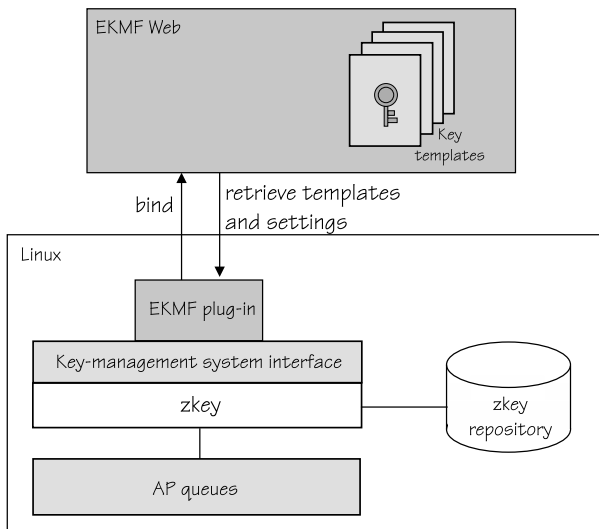 EKMF Web
Key
templates
bind
retrieve templates
and settings
Linux
EKMF plug-in
Key-management system interface
zkey
zkey
repository
AP queues